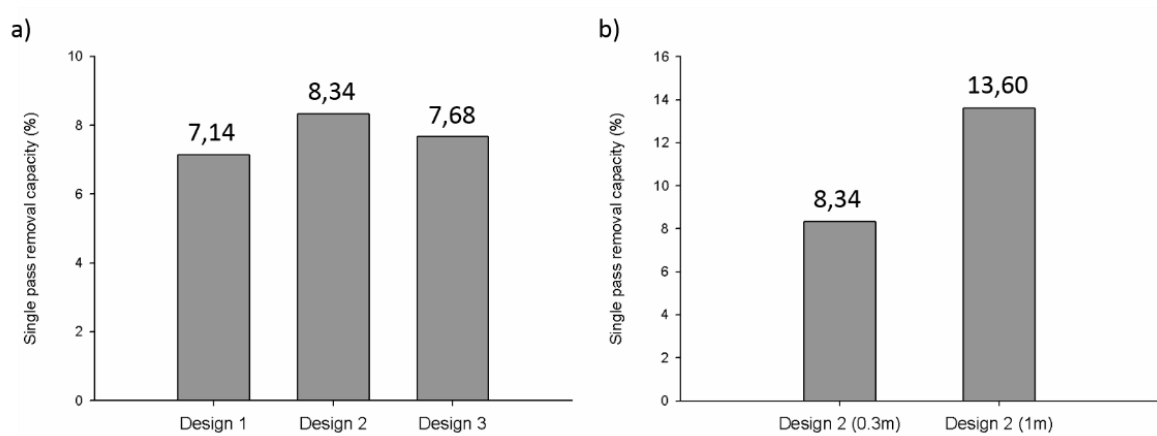 a)
Single pass removal capacity (%)
10
8
6
4
2
0
7,14
8,34
7,68
Design 1
Design 2
Design 3
b)
Single pass removal capacity (%)
16
14
12
10
8
6
4
2
0
8,34
13,60
Design 2 (0.3m)
Design 2 (1m)